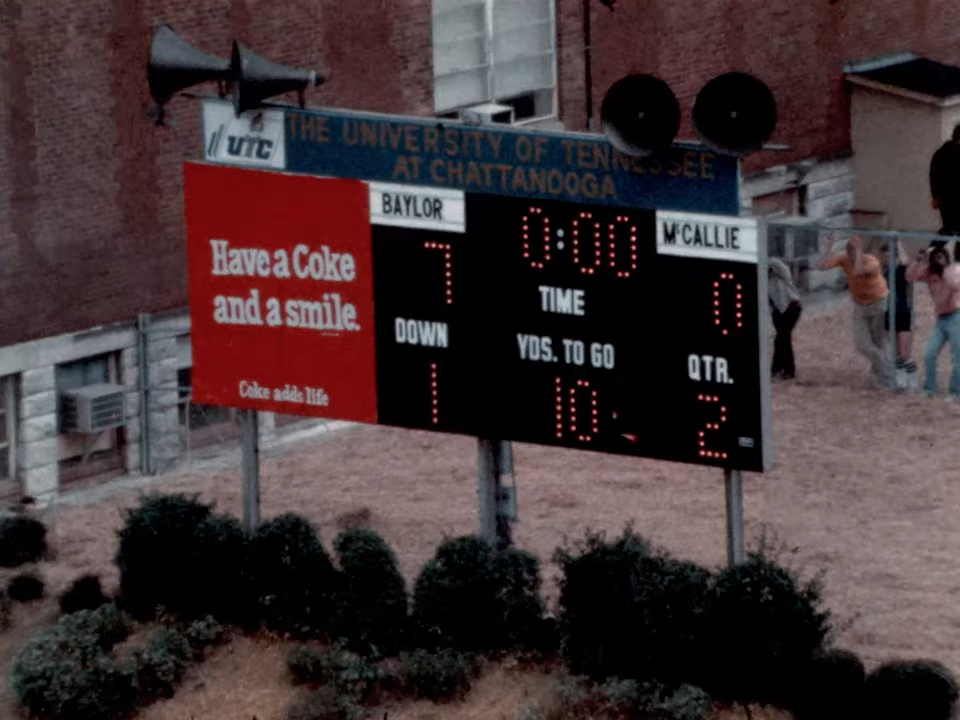 UTC
THE UNIVERSITY OF TENNESSEE
AT CHATTANOOGA
Have a Coke
and a smile.
Coke adds life
BAYLOR
0:00
McCALLIE
7
TIME
0
DOWN
YDS. TO GO
QTR.
1
10
2